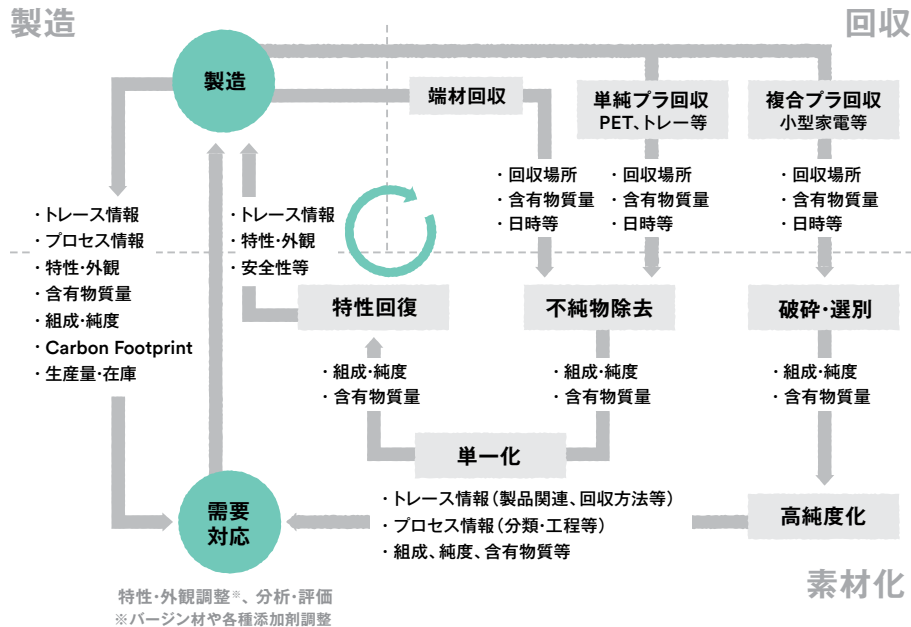 製造
回収
製造
端材回収
単純プラ回収
PET、トレー等
複合プラ回収
小型家電等
・回収場所
・含有物質量
・日時等
・回収場所
・含有物質量
・日時等
・回収場所
・含有物質量
・日時等
・トレース情報
・プロセス情報
・特性・外観
・含有物質量
・組成・純度
・Carbon Footprint
・生産量・在庫
・トレース情報
・特性・外観
・安全性等
特性回復
不純物除去
破砕・選別
・組成・純度
・含有物質量
・組成・純度
・含有物質量
・組成・純度
・含有物質量
単一化
・トレース情報（製品関連、回収方法等）
・プロセス情報（分類・工程等）
・組成、純度、含有物質等
高純度化
需要
対応
素材化
特性・外観調整※、分析・評価
※バージン材や各種添加剤調整